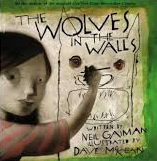 THE WOLVES
IN THE
WALLS
WRITTEN BY
NEIL GAIMAN
ILLUSTRATED BY
DAVE McKEAN